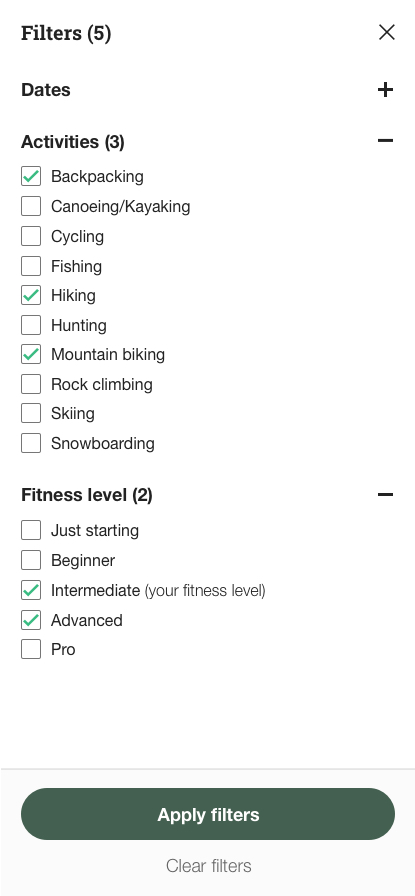 Filters (5)
Dates
Activities (3)
Backpacking
Canoeing/Kayaking
Cycling
Fishing
Hiking
Hunting
Mountain biking
Rock climbing
Skiing
Snowboarding
Fitness level (2)
Just starting
Beginner
Intermediate (your fitness level)
Advanced
Pro
Apply filters
Clear filters